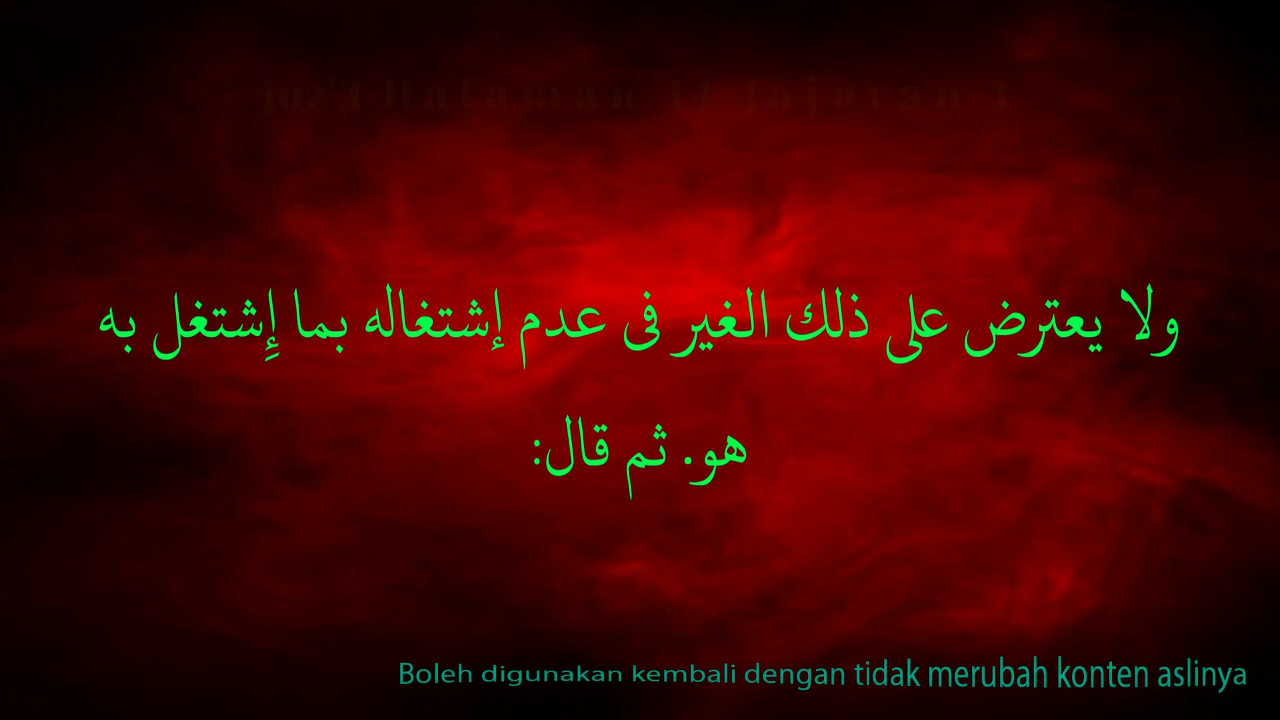 ولا يعترض على ذلك الغير فى عدم إشتغاله بما إِشتغل به
هو. ثم قال:
Boleh digunakan kembali dengan tidak merubah konten aslinya